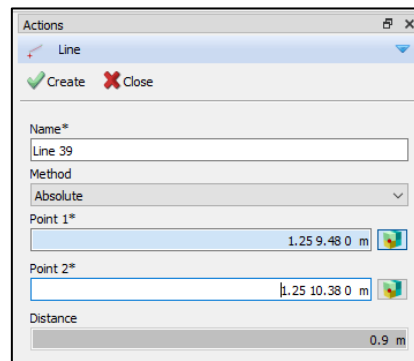 Actions
Line
Create Close
Name*
Line 39
Method
Absolute
Point 1*
1.25 9.48 0 m
Point 2*
1.25 10.38 0 m
Distance
0.9 m